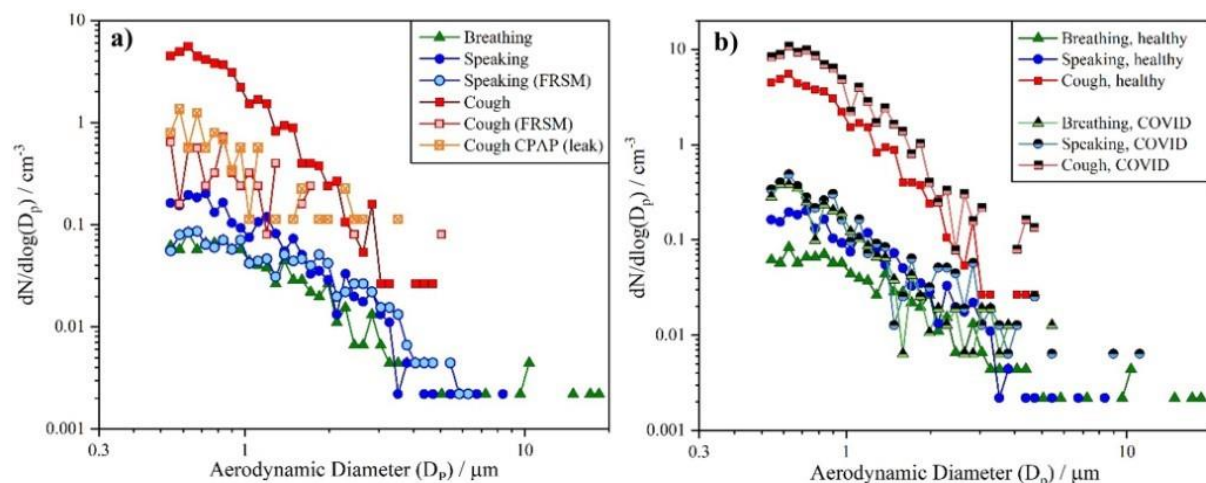 a)
Breathing
Speaking
Speaking (FRSM)
Cough
Cough (FRSM)
Cough CPAP (leak)
dN/dlog(Dp) / cm-3
10
1
0.1
0.01
0.001
0.3
1
10
Aerodynamic Diameter (DP) / μm
b)
Breathing, healthy
Speaking, healthy
Cough, healthy
Breathing, COVID
Speaking, COVID
Cough, COVID
dN/dlog(Dp) / cm-3
10
1
0.1
0.01
0.001
0.3
1
10
Aerodynamic Diameter (Dp) / μm